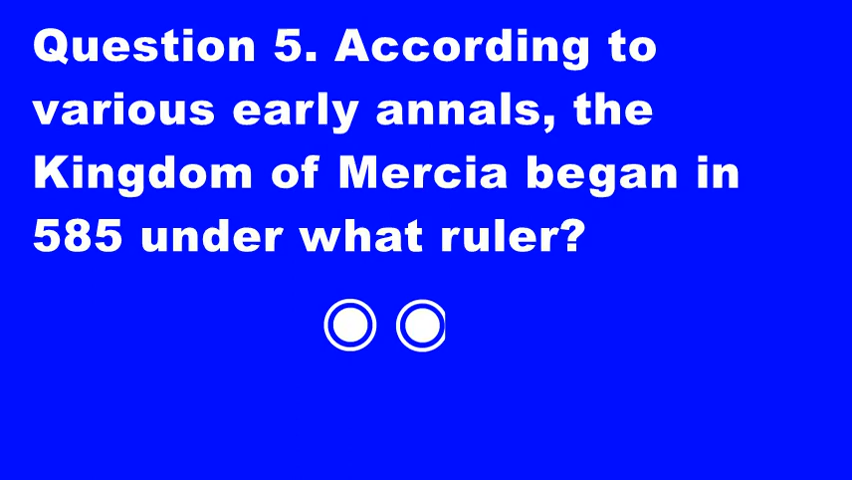 Question 5. According to
various early annals, the
Kingdom of Mercia began in
585 under what ruler?